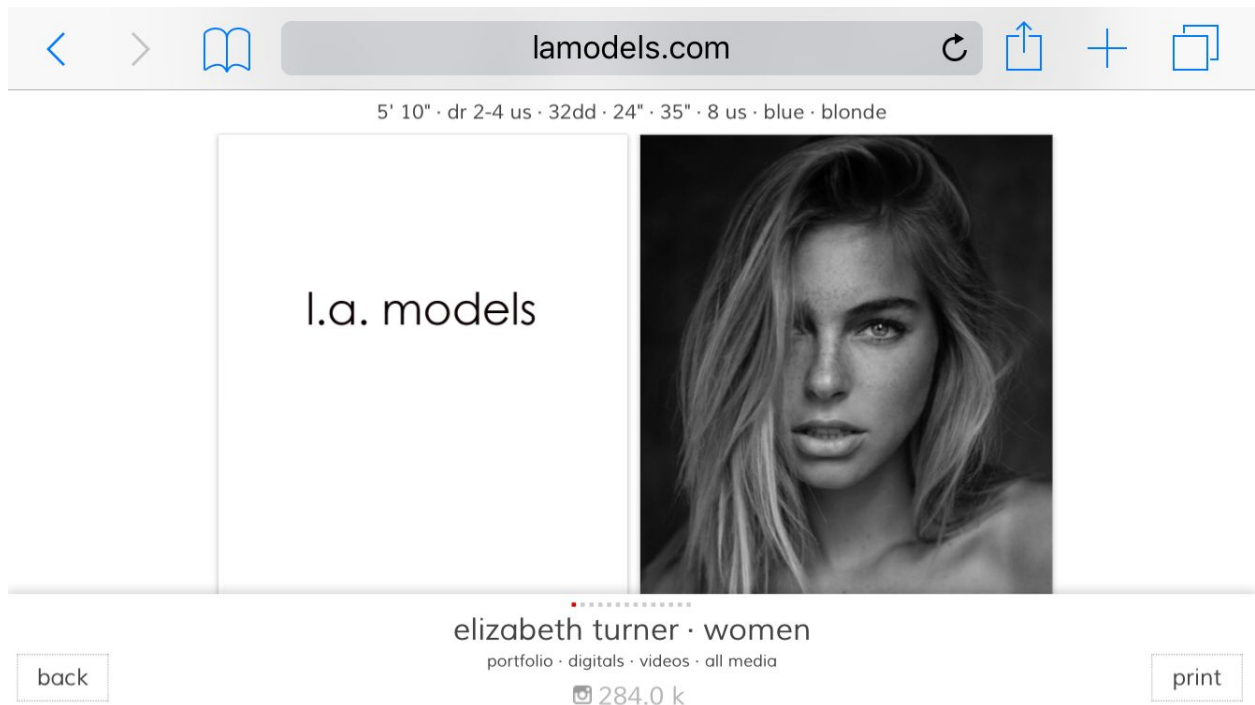 lamodels.com
5' 10" · dr 2-4 us · 32dd · 24" · 35" · 8 us · blue · blonde
l.a. models
elizabeth turner · women
portfolio · digitals · videos · all media
284.0 k
back
print